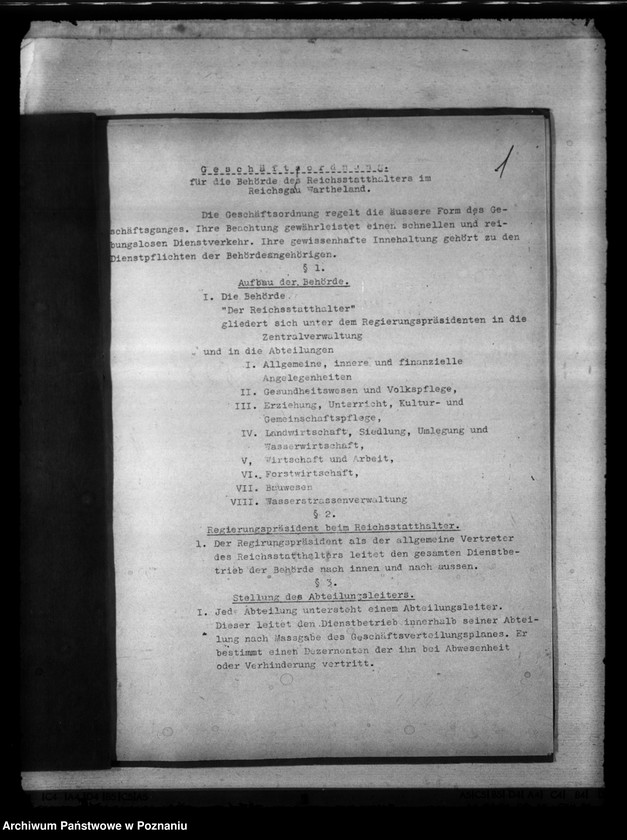 1
Geschäftsordnung.
für die Behörde des Reichsstatthalters im
Reichsgau Wartheland.
Die Geschäftsordnung regelt die äussere Form des Ge-
schäftsganges. Ihre Beachtung gewährleistet einen schnellen und rei-
bungslosen Dienstverkehr. Ihre gewissenhafte Innehaltung gehört zu den
Dienstpflichten der Behördeangehörigen.
§ 1.
Aufbau der Behörde.
I. Die Behörde
"Der Reichsstatthalter"
gliedert sich unter dem Regierungspräsidenten in die
Zentralverwaltung
und in die Abteilungen
I. Allgemeine, innere und finanzielle
Angelegenheiten
II. Gesundheitswesen und Volkspflege,
III. Erziehung, Unterricht, Kultur- und
Gemeinschaftspflege,
IV. Landwirtschaft, Siedlung, Umlegung und
Wasserwirtschaft,
V, Wirtschaft und Arbeit,
VI. Forstwirtschaft,
VII. Bauwesen
VIII. Wasserstrassenverwaltung
§ 2.
Regierungspräsident beim Reichsstatthalter.
1. Der Regirungspräsident als der allgemeine Vertreter
des Reichsstatthalters leitet den gesamten Dienstbe-
trieb der Behörde nach innen und nach aussen.
§ 3.
Stellung des Abteilungsleiters.
I. Jede Abteilung untersteht einem Abteilungsleiter.
Dieser leitet den Dienstbetrieb innerhalb seiner Abtei-
lung nach Massgabe des Geschäftsverteilungsplanes. Er
bestimmt einen Dezernenten der ihn bei Abwesenheit
oder Verhinderung vertritt.
Archiwum Państwowe w Poznaniu